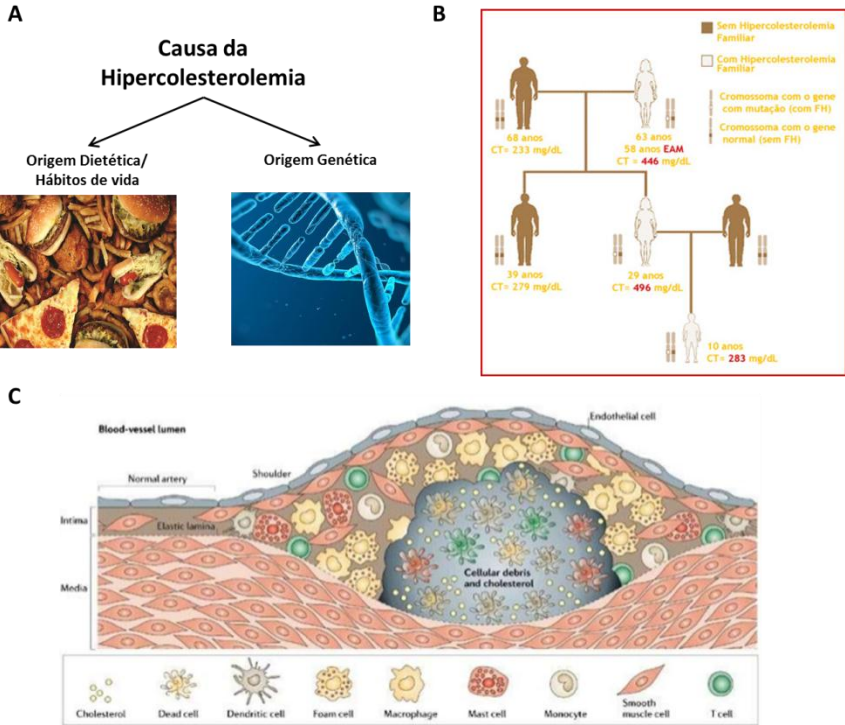 A
Causa da
Hipercolesterolemia
Origem Dietética/
Hábitos de vida
Origem Genética
B
Sem Hipercolesterolemia
Familiar
Com Hipercolesterolemia
Familiar
Cromossoma com o gene
com mutação (com FH)
Cromossoma com o gene
normal (sem FH)
68 anos
CT= 233 mg/dL
63 anos
58 anos EAM
CT = 446 mg/dL
39 anos
CT= 279 mg/dL
29 anos
CT= 496 mg/dL
10 anos
CT= 283 mg/dL
C
Blood-vessel lumen
Endothelial cell
Normal artery
Shoulder
Intima
Elastic lamina
Media
Cellular debris
and cholesterol
Cholesterol
Dead cell
Dendritic cell
Foam cell
Macrophage
Mast cell
Monocyte
Smooth
muscle cell
T cell